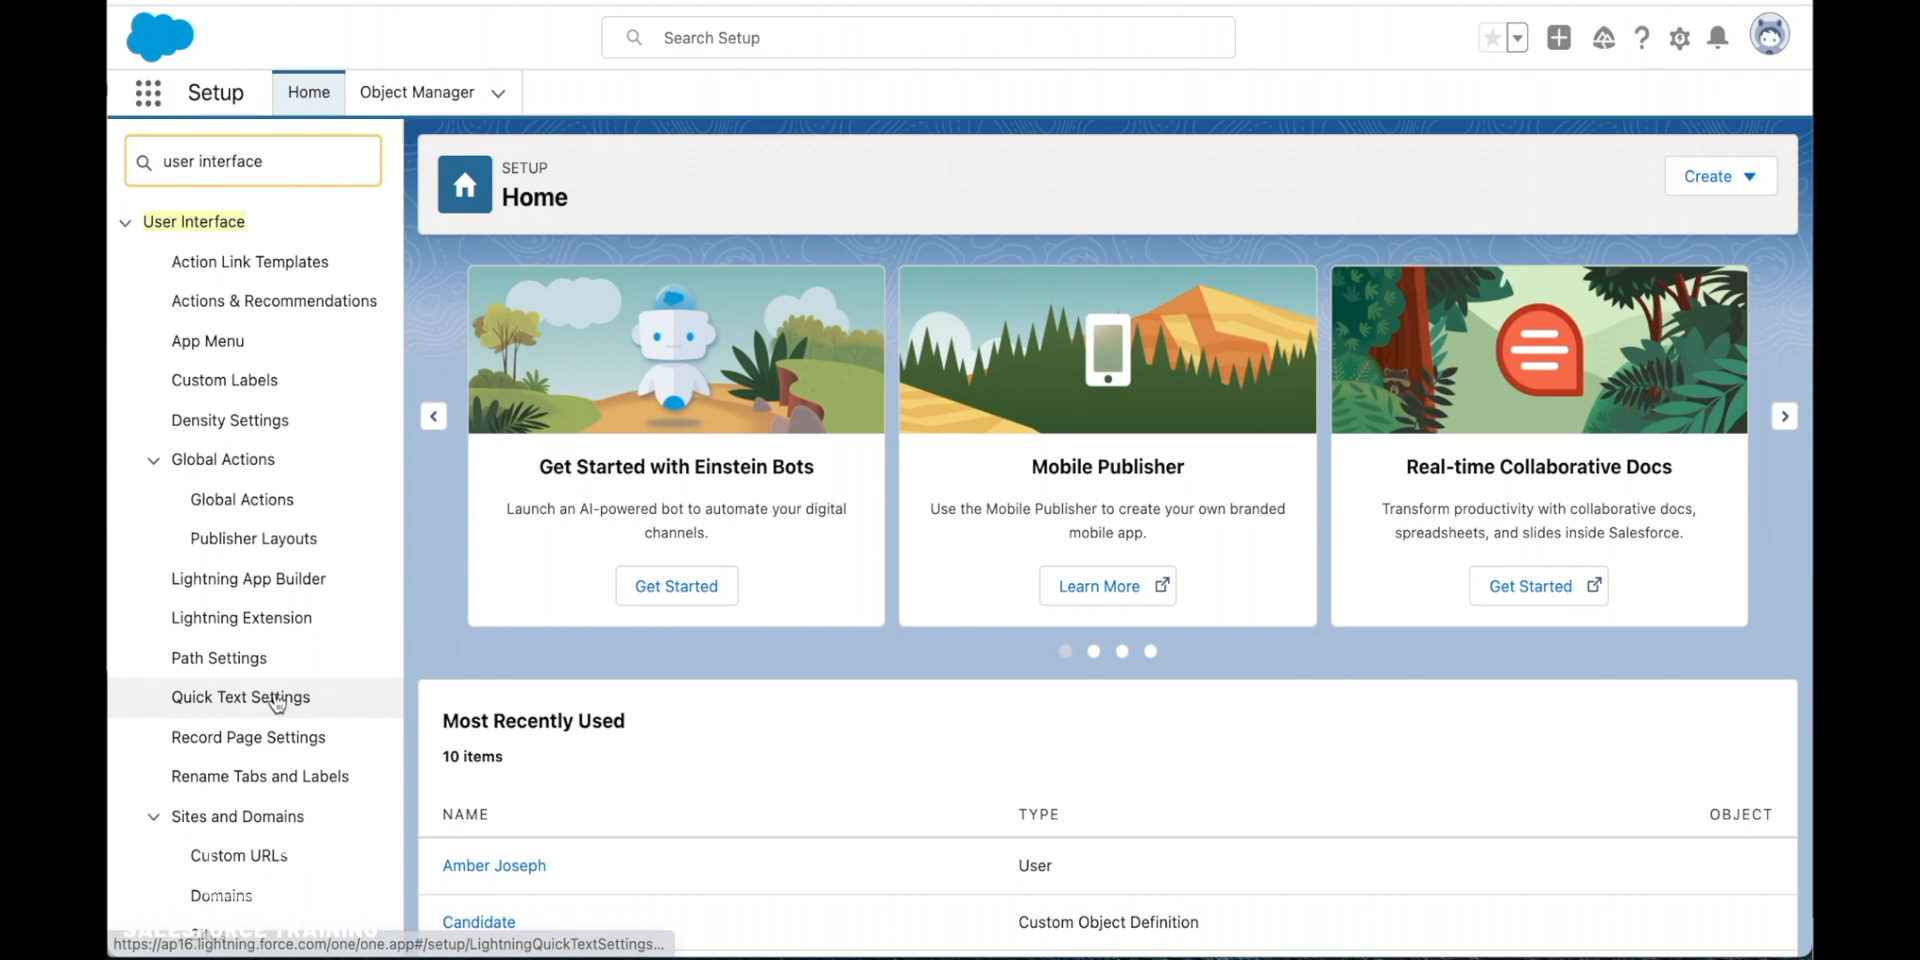 Search Setup
Setup
Home
Object Manager
user interface
User Interface
Action Link Templates
Actions & Recommendations
App Menu
Custom Labels
Density Settings
Global Actions
Global Actions
Publisher Layouts
Lightning App Builder
Lightning Extension
Path Settings
Quick Text Settings
Record Page Settings
Rename Tabs and Labels
Sites and Domains
Custom URLs
Domains
SALESFORCE TRAINING
https://ap16.lightning.force.com/one/one.app#/setup/LightningQuickTextSettings...
SETUP
Home
Create
Get Started with Einstein Bots
Launch an AI-powered bot to automate your digital
channels.
Get Started
Mobile Publisher
Use the Mobile Publisher to create your own branded
mobile app.
Learn More
Real-time Collaborative Docs
Transform productivity with collaborative docs,
spreadsheets, and slides inside Salesforce.
Get Started
Most Recently Used
10 items
NAME TYPE OBJECT
Amber Joseph User
Candidate Custom Object Definition